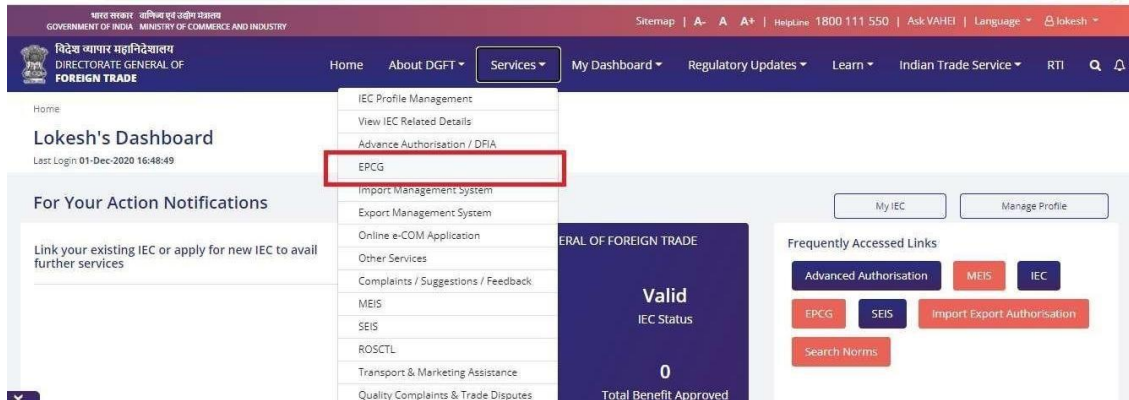 भारत सरकार वाणिज्य एवं उद्योग मंत्रालय
GOVERNMENT OF INDIA MINISTRY OF COMMERCE AND INDUSTRY
Sitemap | A- A A+ | HELPLINE 1800 111 550 | Ask VAHEI | Language lokesh
विदेश व्यापार महानिदेशालय
DIRECTORATE GENERAL OF
FOREIGN TRADE
Home About DGFT Services My Dashboard Regulatory Updates Learn Indian Trade Service RTI
Home
Lokesh's Dashboard
Last Login 01-Dec-2020 16:48:49
IEC Profile Management
View IEC Related Details
Advance Authorisation / DFIA
EPCG
Import Management System
Export Management System
Online e-COM Application
Other Services
Complaints / Suggestions / Feedback
MEIS
SEIS
ROSCTL
Transport & Marketing Assistance
Quality Complaints & Trade Disputes
For Your Action Notifications
My IEC Manage Profile
Link your existing IEC or apply for new IEC to avail
further services
ERAL OF FOREIGN TRADE
Valid
IEC Status
0
Total Benefit Approved
Frequently Accessed Links
Advanced Authorisation MEIS IEC
EPCG SEIS Import Export Authorisation
Search Norms